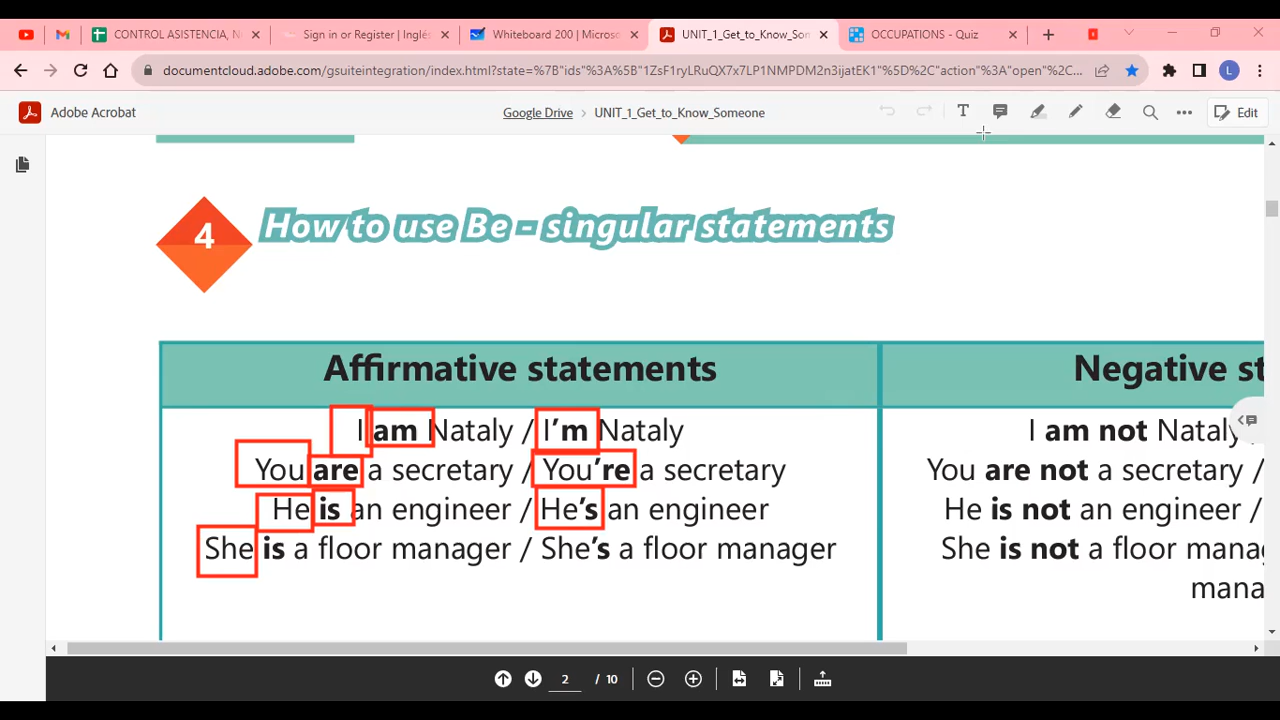 CONTROL ASISTENCIA, N
Sign in or Register | Inglés
Whiteboard 200 | Microso
UNIT_1_Get_to_Know_Som
OCCUPATIONS - Quiz
documentcloud.adobe.com/gsuiteintegration/index.html?state=%7B"ids"%3A%5B"1ZsF1ryLRuQX7x7LP1NMPDM2n3ijatEK1"%5D%2C"action"%3A"open"%2C...
L
Adobe Acrobat
Google Drive > UNIT_1_Get_to_Know_Someone
T
Edit
4
How to use Be - singular statements
Affirmative statements
Negative st
I am Nataly / I'm Nataly
I am not Nataly
You are a secretary / You're a secretary
You are not a secretary /
He is an engineer / He's an engineer
He is not an engineer /
She is a floor manager / She's a floor manager
She is not a floor mana
mana
2 / 10